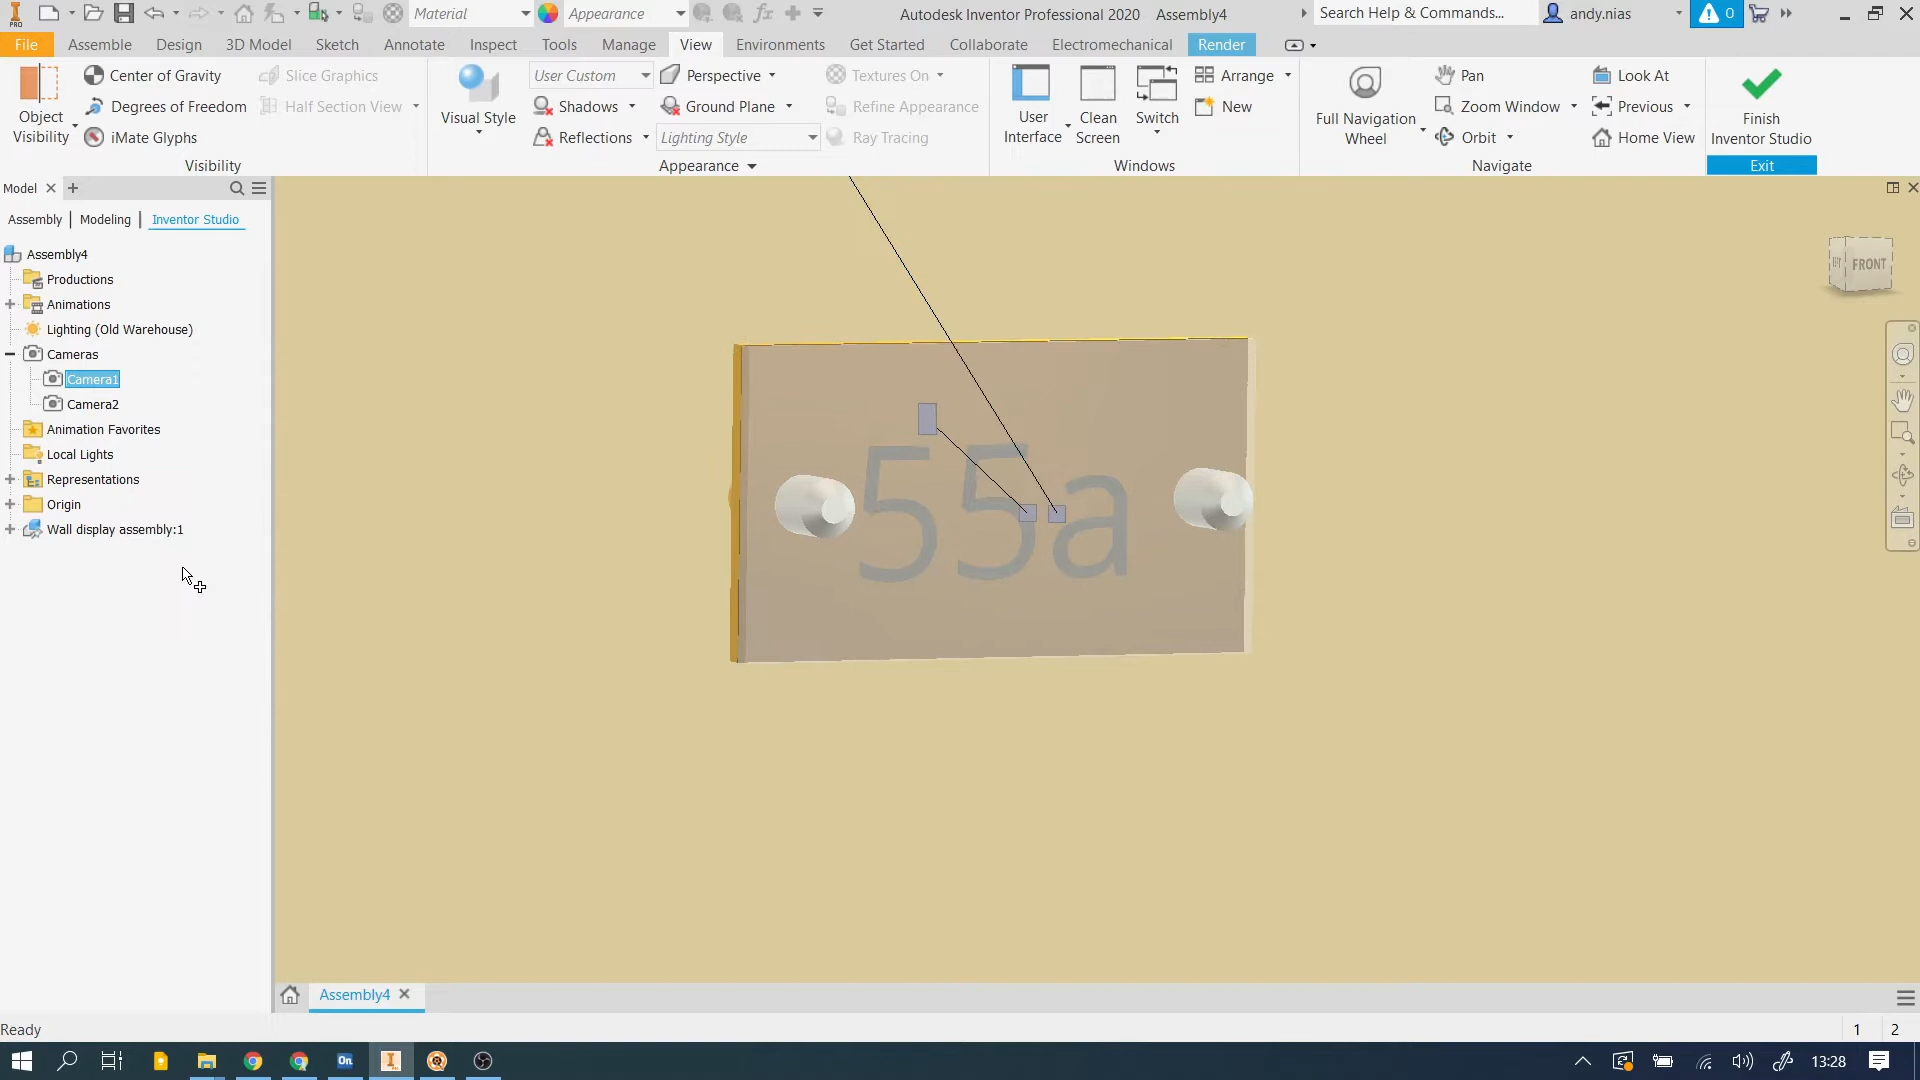 Material
Appearance
Autodesk Inventor Professional 2020 Assembly4
Search Help & Commands...
andy.nias
0
PRO
File
Assemble
Design
3D Model
Sketch
Annotate
Inspect
Tools
Manage
View
Environments
Get Started
Collaborate
Electromechanical
Render
Object Visibility
Center of Gravity
Degrees of Freedom
iMate Glyphs
Slice Graphics
Half Section View
Visibility
Visual Style
User Custom
Shadows
Reflections
Perspective
Ground Plane
Lighting Style
Textures On
Refine Appearance
Ray Tracing
Appearance
User Interface
Clean Screen
Switch
Arrange
New
Windows
Full Navigation Wheel
Pan
Zoom Window
Orbit
Look At
Previous
Home View
Navigate
Finish Inventor Studio
Exit
Model
Assembly
Modeling
Inventor Studio
Assembly4
Productions
Animations
Lighting (Old Warehouse)
Cameras
Camera1
Camera2
Animation Favorites
Local Lights
Representations
Origin
Wall display assembly:1
FRONT
55a
Assembly4
Ready
1 2
On
13:28